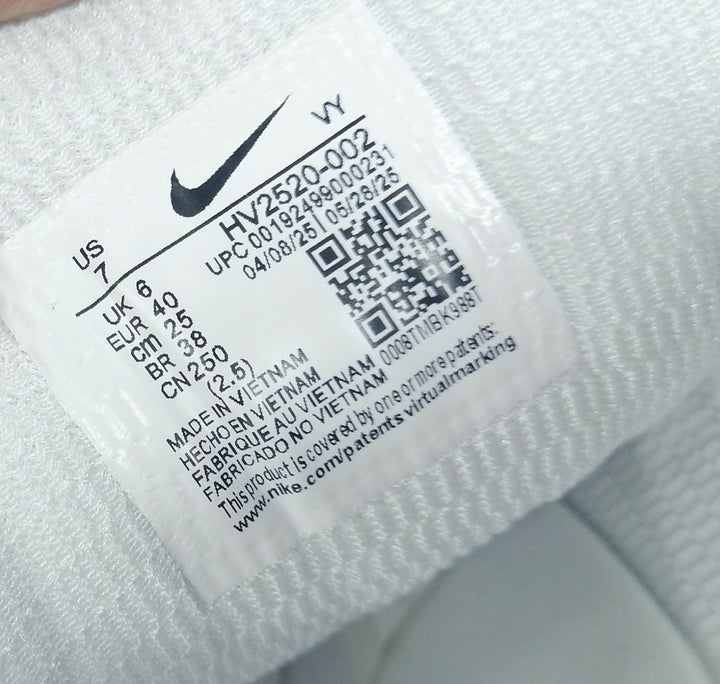 VY
US
7
HV2520-002
UPC 00192499000231
04/08/25 | 05/28/25
UK 6
EUR 40
cm 25
BR 38
CN 250
(2.5)
0008TMBK988T
MADE IN VIETNAM
HECHO EN VIETNAM
FABRIQUE AU VIETNAM
FABRICADO NO VIETNAM
This product is covered by one or more patents:
www.nike.com/patents virtualmarking